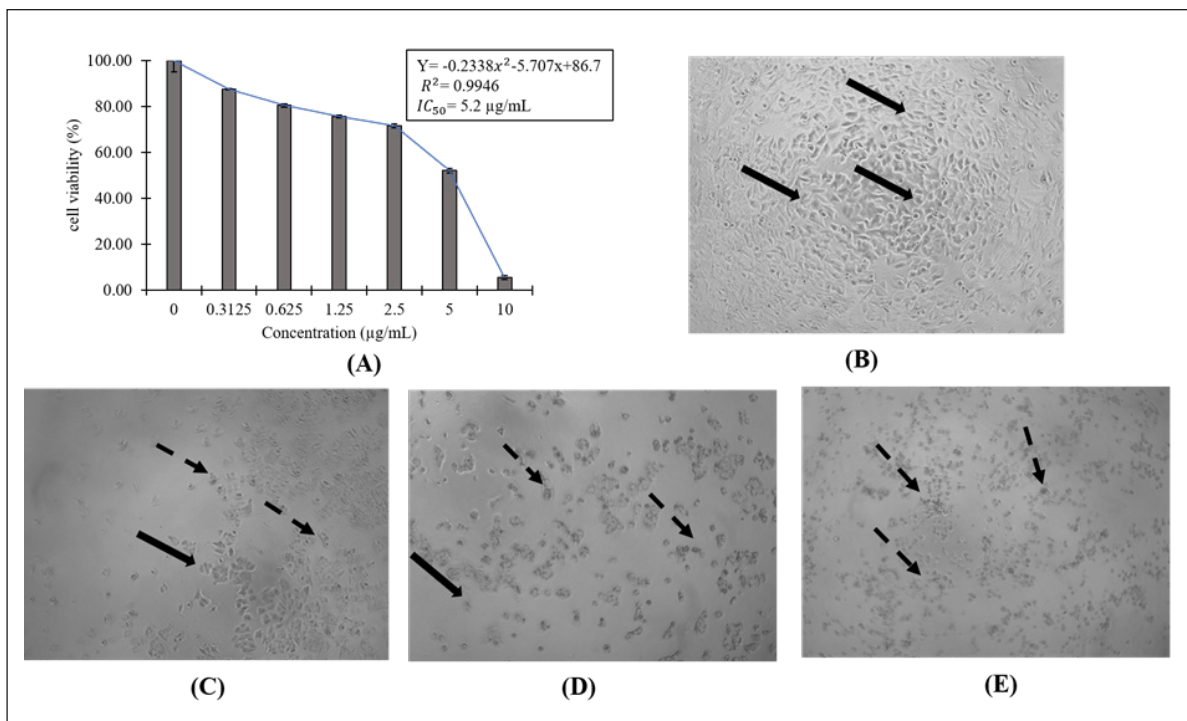 100.00
80.00
60.00
40.00
20.00
0.00
cell viability (%)
Y= -0.2338x²-5.707x+86.7
R²= 0.9946
IC₅₀= 5.2 µg/mL
0 0.3125 0.625 1.25 2.5 5 10
Concentration (µg/mL)
(A)
(B)
(C)
(D)
(E)